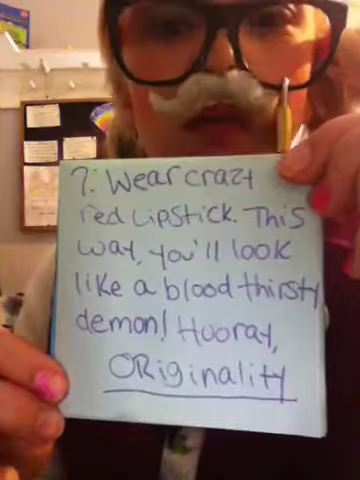 7: Wear crazy
red Lipstick. This
way, you'll look
like a blood thirsty
demon! Hooray,
ORiginality